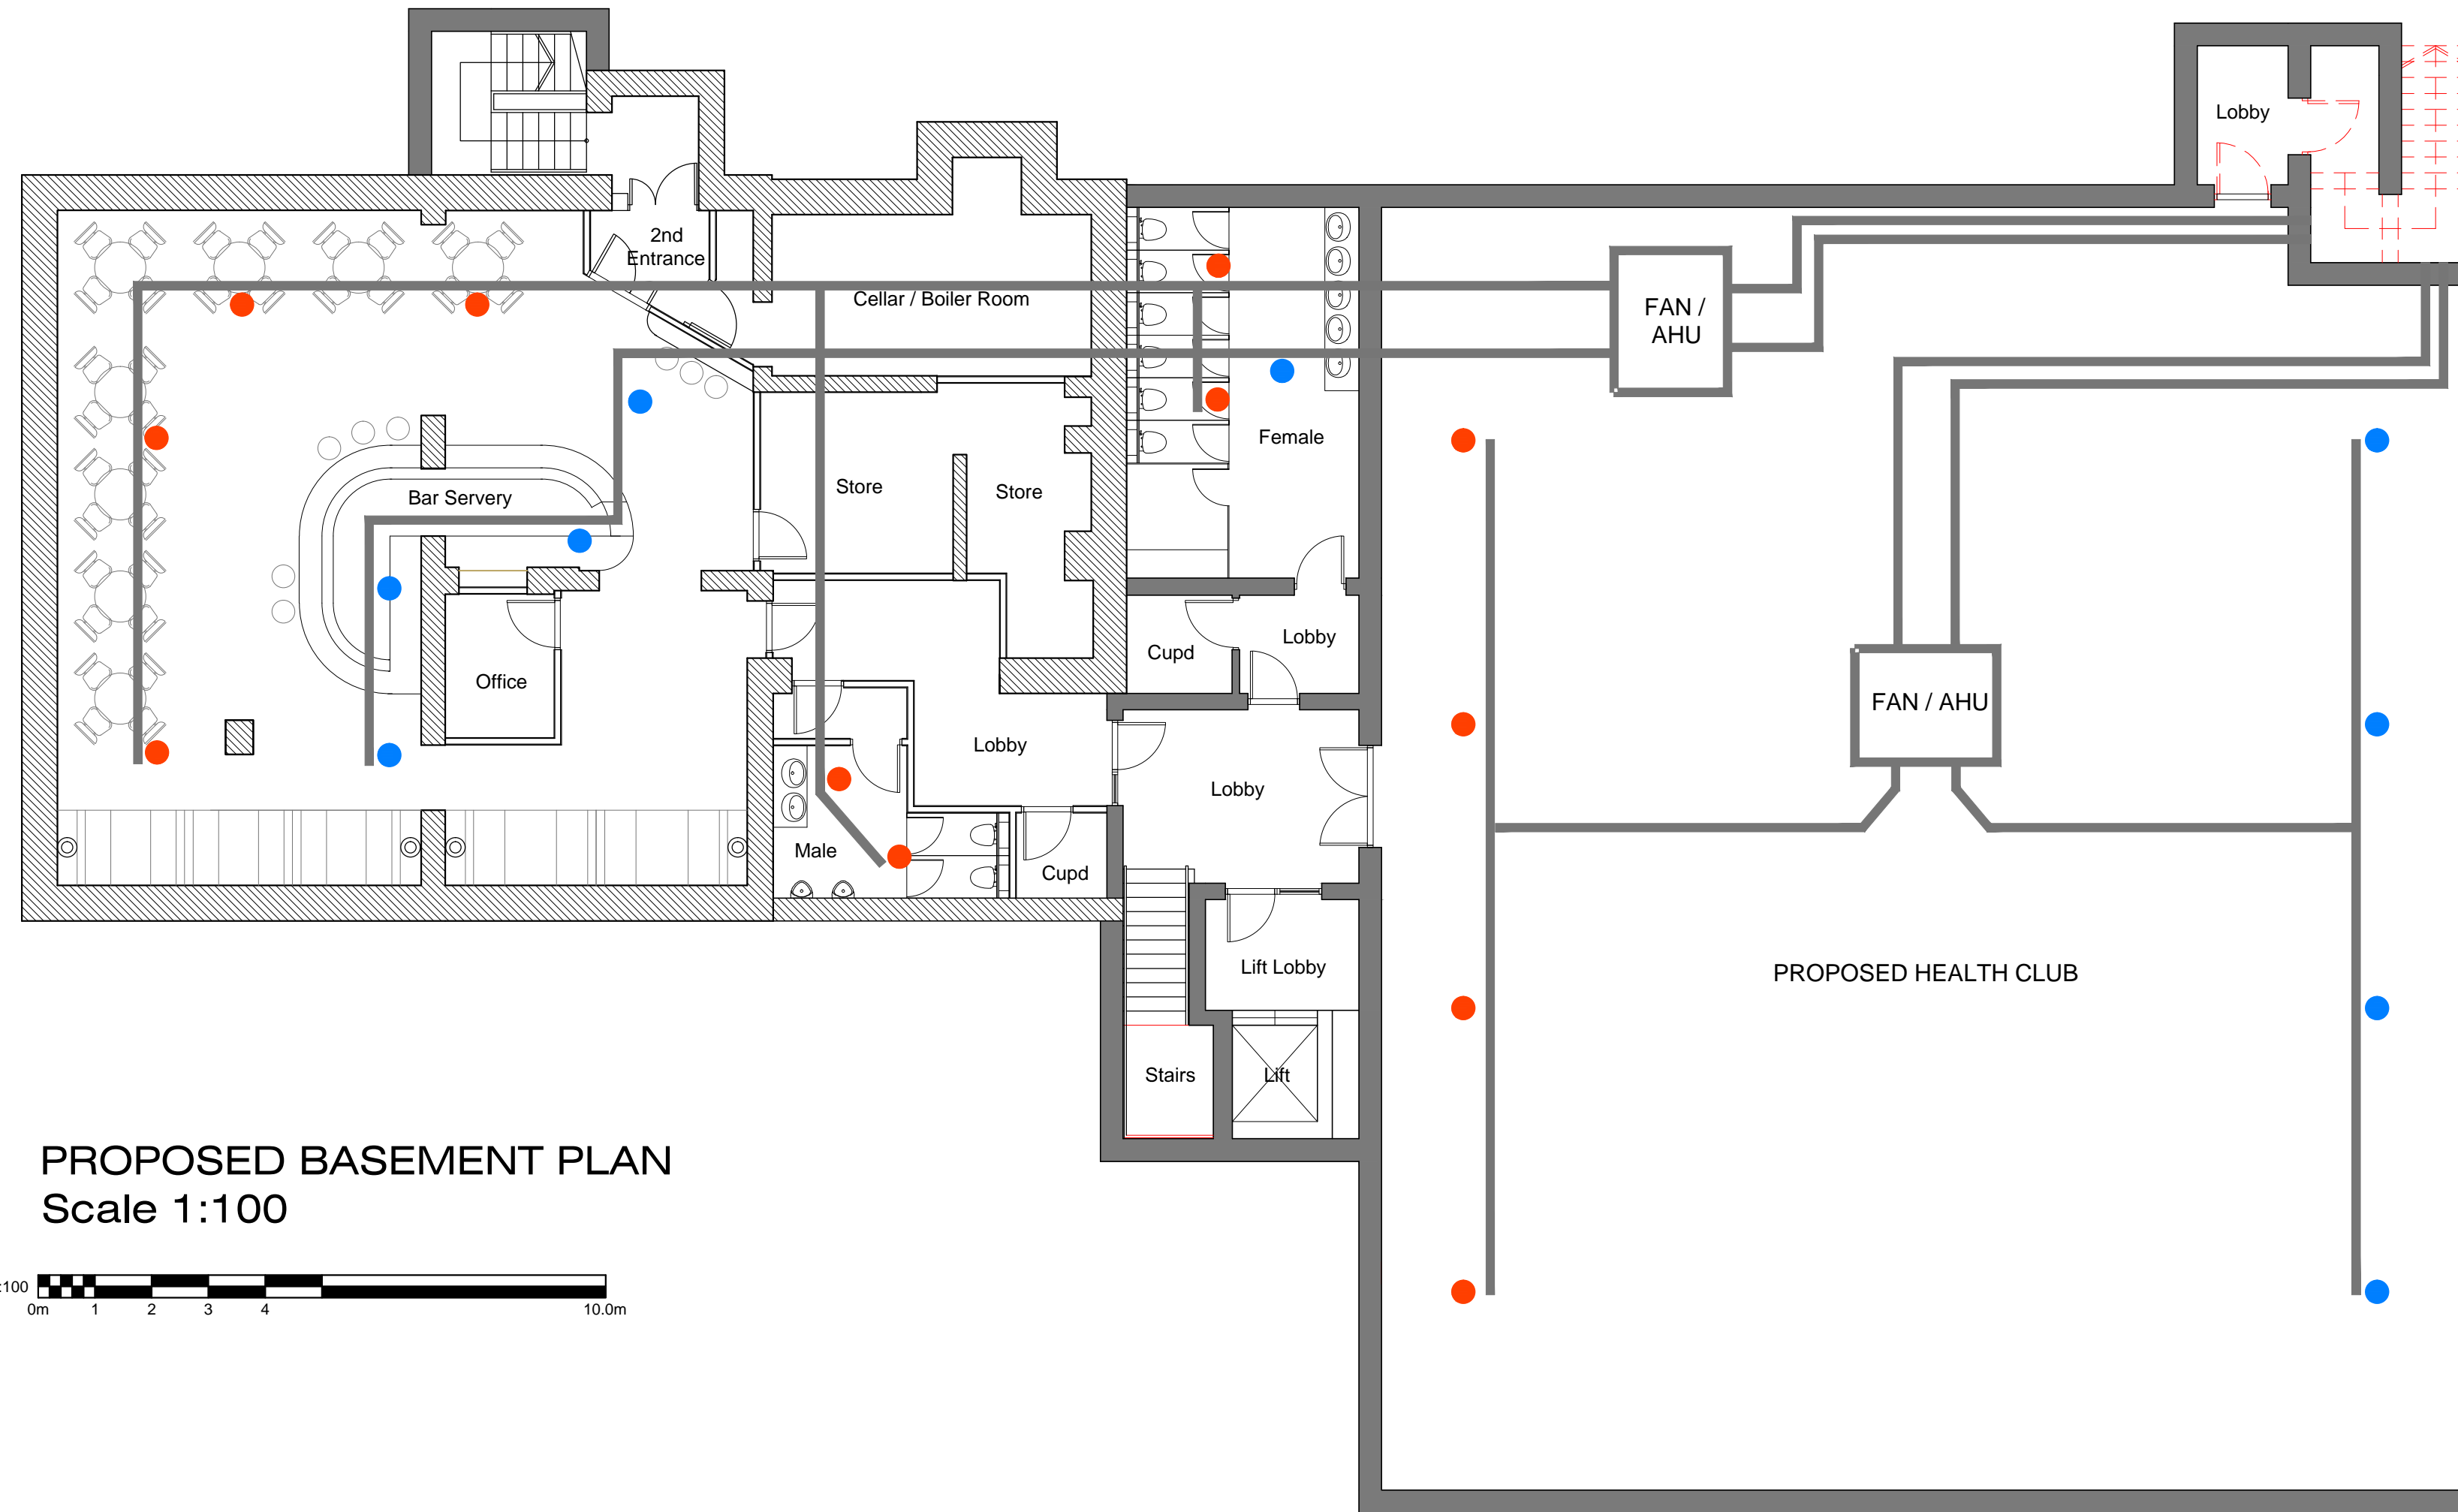 Lobby
2nd
Entrance
Cellar / Boiler Room
FAN /
AHU
Female
Bar Servery
Store
Store
Lobby
Cupd
Office
FAN / AHU
Lobby
Lobby
Male
Cupd
Lift Lobby
PROPOSED HEALTH CLUB
Stairs
Lift
PROPOSED BASEMENT PLAN
Scale 1:100
:100
0m 1 2 3 4 10.0m